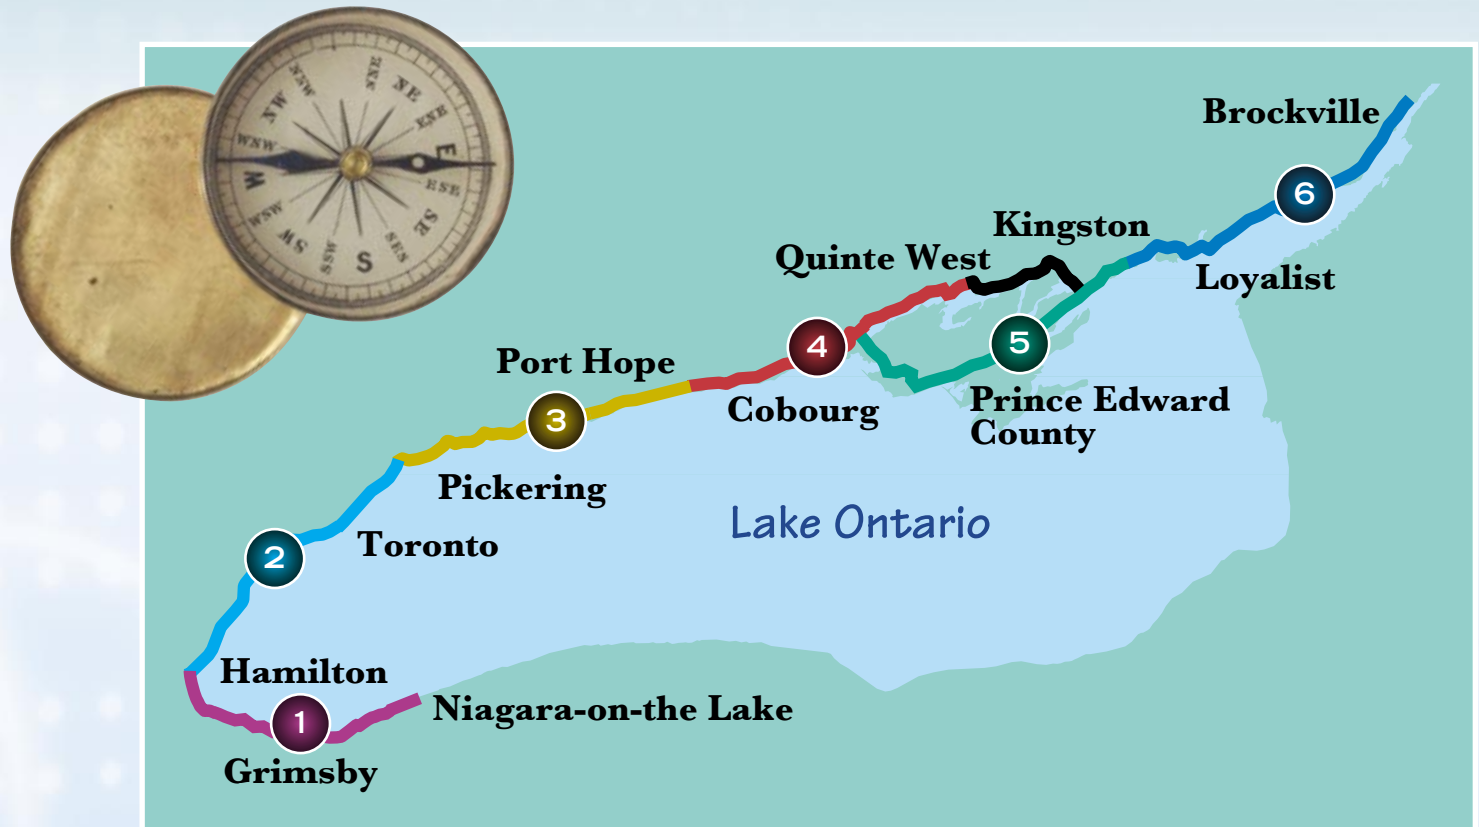 NNE
NE
ENE
E
ESE
SE
SES
S
SSW
SW
WSW
W
WNW
NW
NNW
Brockville
6
Kingston
Quinte West
Loyalist
4
5
Port Hope
3
Cobourg
Prince Edward
County
Pickering
Lake Ontario
2
Toronto
Hamilton
1
Niagara-on-the Lake
Grimsby